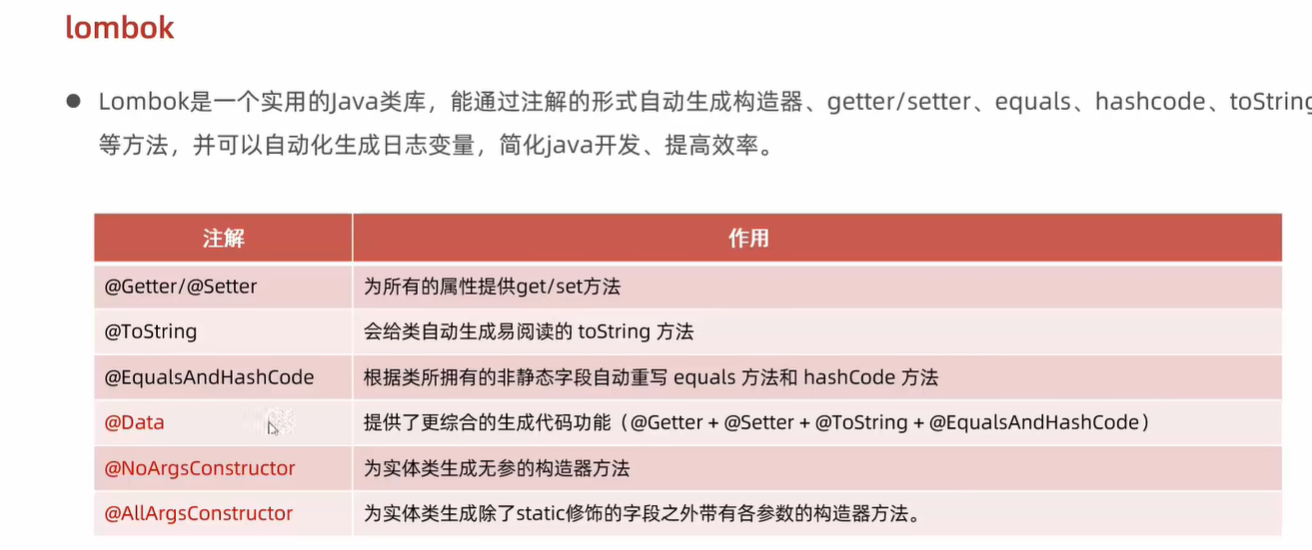 lombok
● Lombok是一个实用的Java类库，能通过注解的形式自动生成构造器、getter/setter、equals、hashcode、toString
等方法，并可以自动化生成日志变量，简化java开发、提高效率。
注解 作用
@Getter/@Setter 为所有的属性提供get/set方法
@ToString 会给类自动生成易阅读的 toString 方法
@EqualsAndHashCode 根据类所拥有的非静态字段自动重写 equals 方法和 hashCode 方法
@Data 提供了更综合的生成代码功能（@Getter + @Setter + @ToString + @EqualsAndHashCode）
@NoArgsConstructor 为实体类生成无参的构造器方法
@AllArgsConstructor 为实体类生成除了static修饰的字段之外带有各参数的构造器方法。